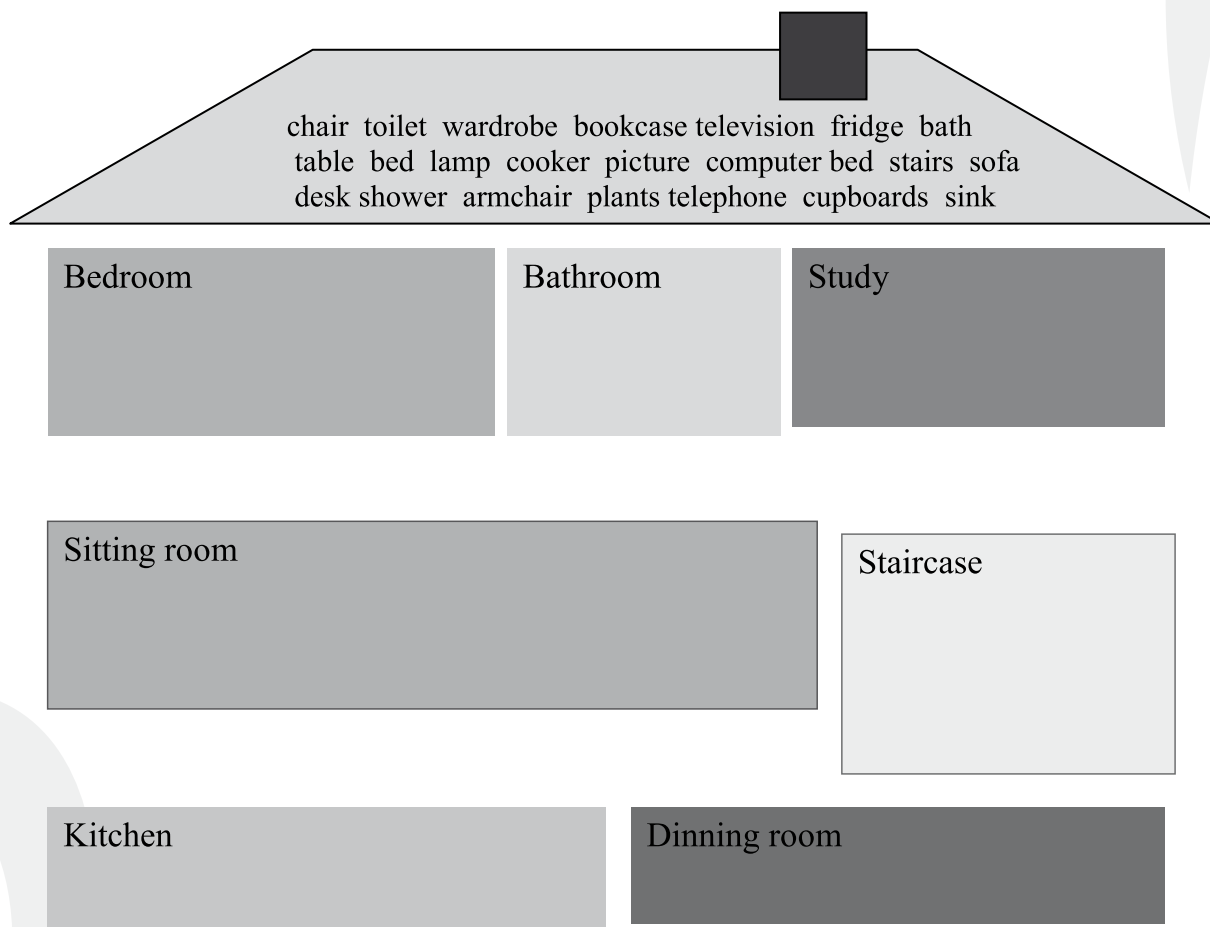 chair toilet wardrobe bookcase television fridge bath
table bed lamp cooker picture computer bed stairs sofa
desk shower armchair plants telephone cupboards sink
Bedroom
Bathroom
Study
Sitting room
Staircase
Kitchen
Dinning room